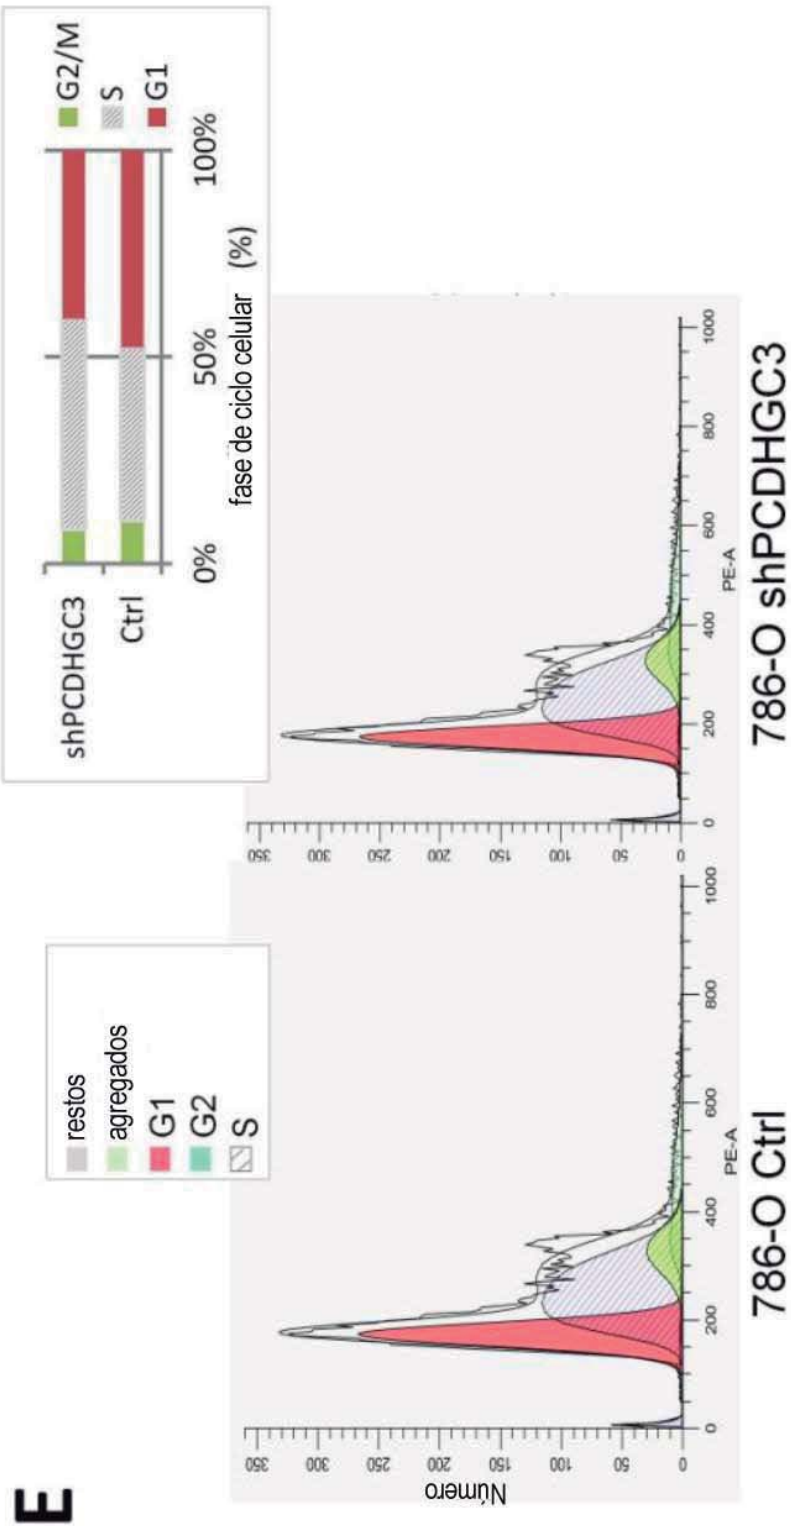 E
restos
agregados
G1
G2
S
Número
350
300
250
200
150
100
50
0
0
200
400
600
800
1000
PE-A
786-O Ctrl
350
300
250
200
150
100
50
0
0
200
400
600
800
1000
PE-A
786-O shPCDHGC3
shPCDHGC3
Ctrl
0%
50%
100%
fase de ciclo celular (%)
G2/M
S
G1